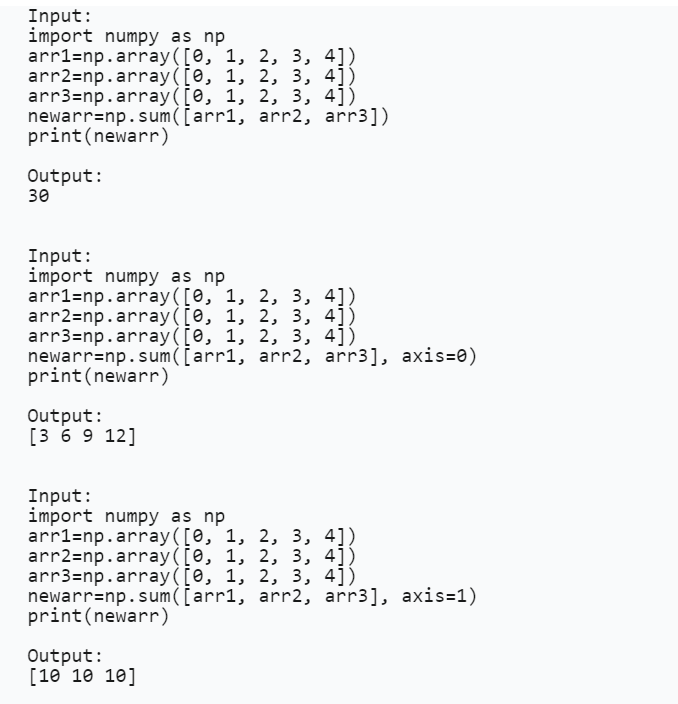 Input:
import numpy as np
arr1=np.array([0, 1, 2, 3, 4])
arr2=np.array([0, 1, 2, 3, 4])
arr3=np.array([0, 1, 2, 3, 4])
newarr=np.sum([arr1, arr2, arr3])
print(newarr)
Output:
30
Input:
import numpy as np
arr1=np.array([0, 1, 2, 3, 4])
arr2=np.array([0, 1, 2, 3, 4])
arr3=np.array([0, 1, 2, 3, 4])
newarr=np.sum([arr1, arr2, arr3], axis=0)
print(newarr)
Output:
[3 6 9 12]
Input:
import numpy as np
arr1=np.array([0, 1, 2, 3, 4])
arr2=np.array([0, 1, 2, 3, 4])
arr3=np.array([0, 1, 2, 3, 4])
newarr=np.sum([arr1, arr2, arr3], axis=1)
print(newarr)
Output:
[10 10 10]